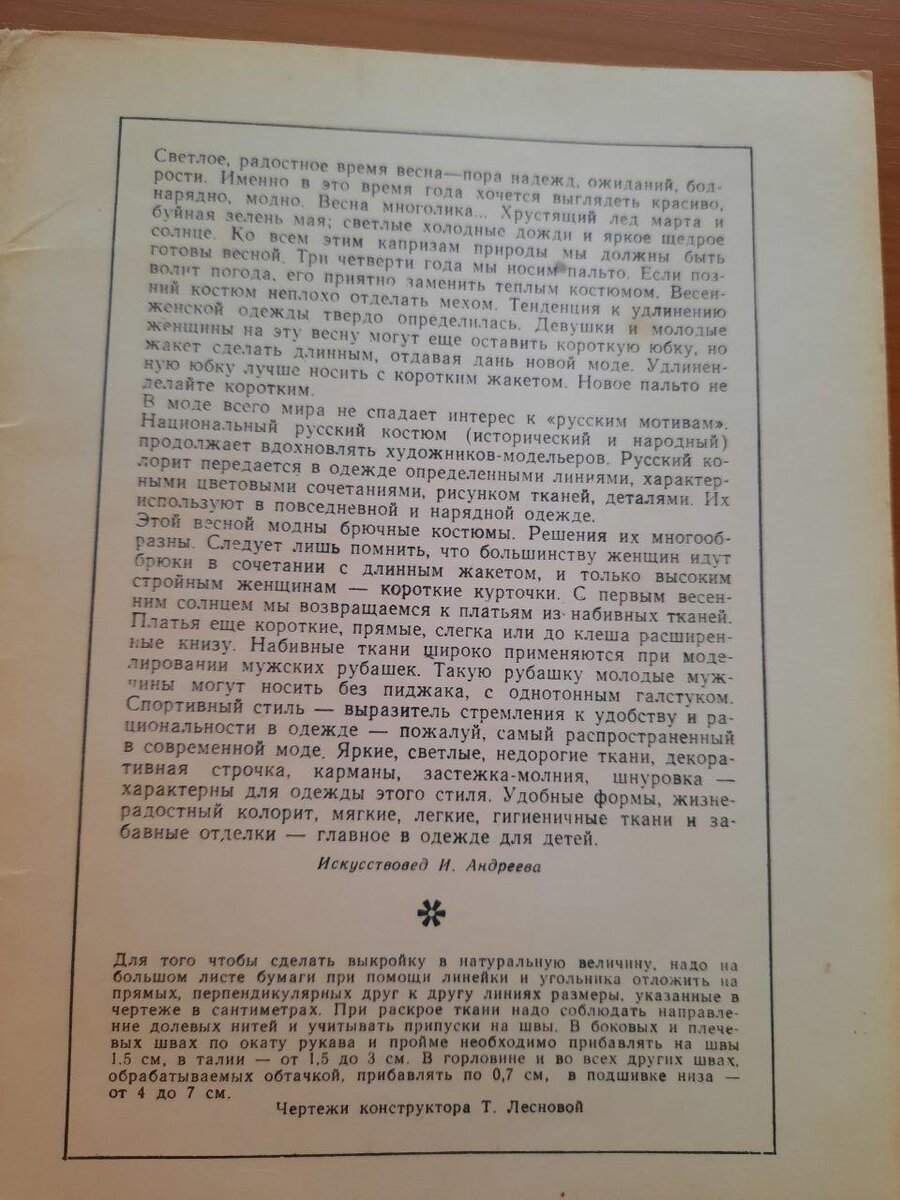 Светлое, радостное время весна—пора надежд, ожиданий, бод-
рости. Именно в это время года хочется выглядеть красиво,
нарядно, модно. Весна многолика... Хрустящий лед марта и
буйная зелень мая; светлые холодные дожди и яркое щедрое
солнце. Ко всем этим капризам природы мы должны быть
готовы весной. Три четверти года мы носим пальто. Если поз-
волит погода, его приятно заменить теплым костюмом. Весен-
ний костюм неплохо отделать мехом. Тенденция к удлинению
женской одежды твердо определилась. Девушки и молодые
женщины на эту весну могут еще оставить короткую юбку, но
жакет сделать длинным, отдавая дань новой моде. Удлинен-
ную юбку лучше носить с коротким жакетом. Новое пальто не
делайте коротким.
В моде всего мира не спадает интерес к «русским мотивам».
Национальный русский костюм (исторический и народный)
продолжает вдохновлять художников-модельеров. Русский ко-
лорит передается в одежде определенными линиями, характер-
ными цветовыми сочетаниями, рисунком тканей, деталями. Их
используют в повседневной и нарядной одежде.
Этой весной модны брючные костюмы. Решения их многооб-
разны. Следует лишь помнить, что большинству женщин идут
брюки в сочетании с длинным жакетом, и только высоким
стройным женщинам — короткие курточки. С первым весен-
ним солнцем мы возвращаемся к платьям из набивных тканей.
Платья еще короткие, прямые, слегка или до клеша расширен-
ные книзу. Набивные ткани широко применяются при моде-
лировании мужских рубашек. Такую рубашку молодые муж-
чины могут носить без пиджака, с однотонным галстуком.
Спортивный стиль — выразитель стремления к удобству и ра-
циональности в одежде — пожалуй, самый распространенный
в современной моде. Яркие, светлые, недорогие ткани, декора-
тивная строчка, карманы, застежка-молния, шнуровка —
характерны для одежды этого стиля. Удобные формы, жизне-
радостный колорит, мягкие, легкие, гигиеничные ткани и за-
бавные отделки — главное в одежде для детей.
Искусствовед И. Андреева
Для того чтобы сделать выкройку в натуральную величину, надо на
большом листе бумаги при помощи линейки и угольника отложить на
прямых, перпендикулярных друг к другу линиях размеры, указанные в
чертеже в сантиметрах. При раскрое ткани надо соблюдать направле-
ние долевых нитей и учитывать припуски на швы. В боковых и плече-
вых швах по окату рукава и пройме необходимо прибавлять на швы
1.5 см, в талии — от 1,5 до 3 см. В горловине и во всех других швах,
обрабатываемых обтачкой, прибавлять по 0,7 см, в подшивке низа —
от 4 до 7 см.
Чертежи конструктора Т. Лесновой